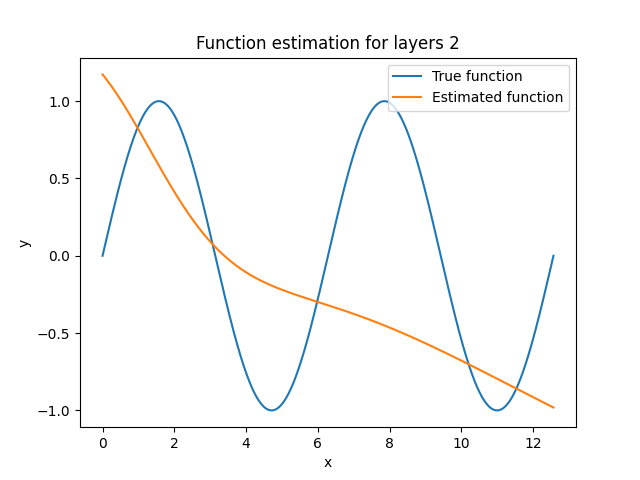 Function estimation for layers 2
True function
Estimated function
1.0
0.5
0.0
−0.5
−1.0
y
0 2 4 6 8 10 12
x